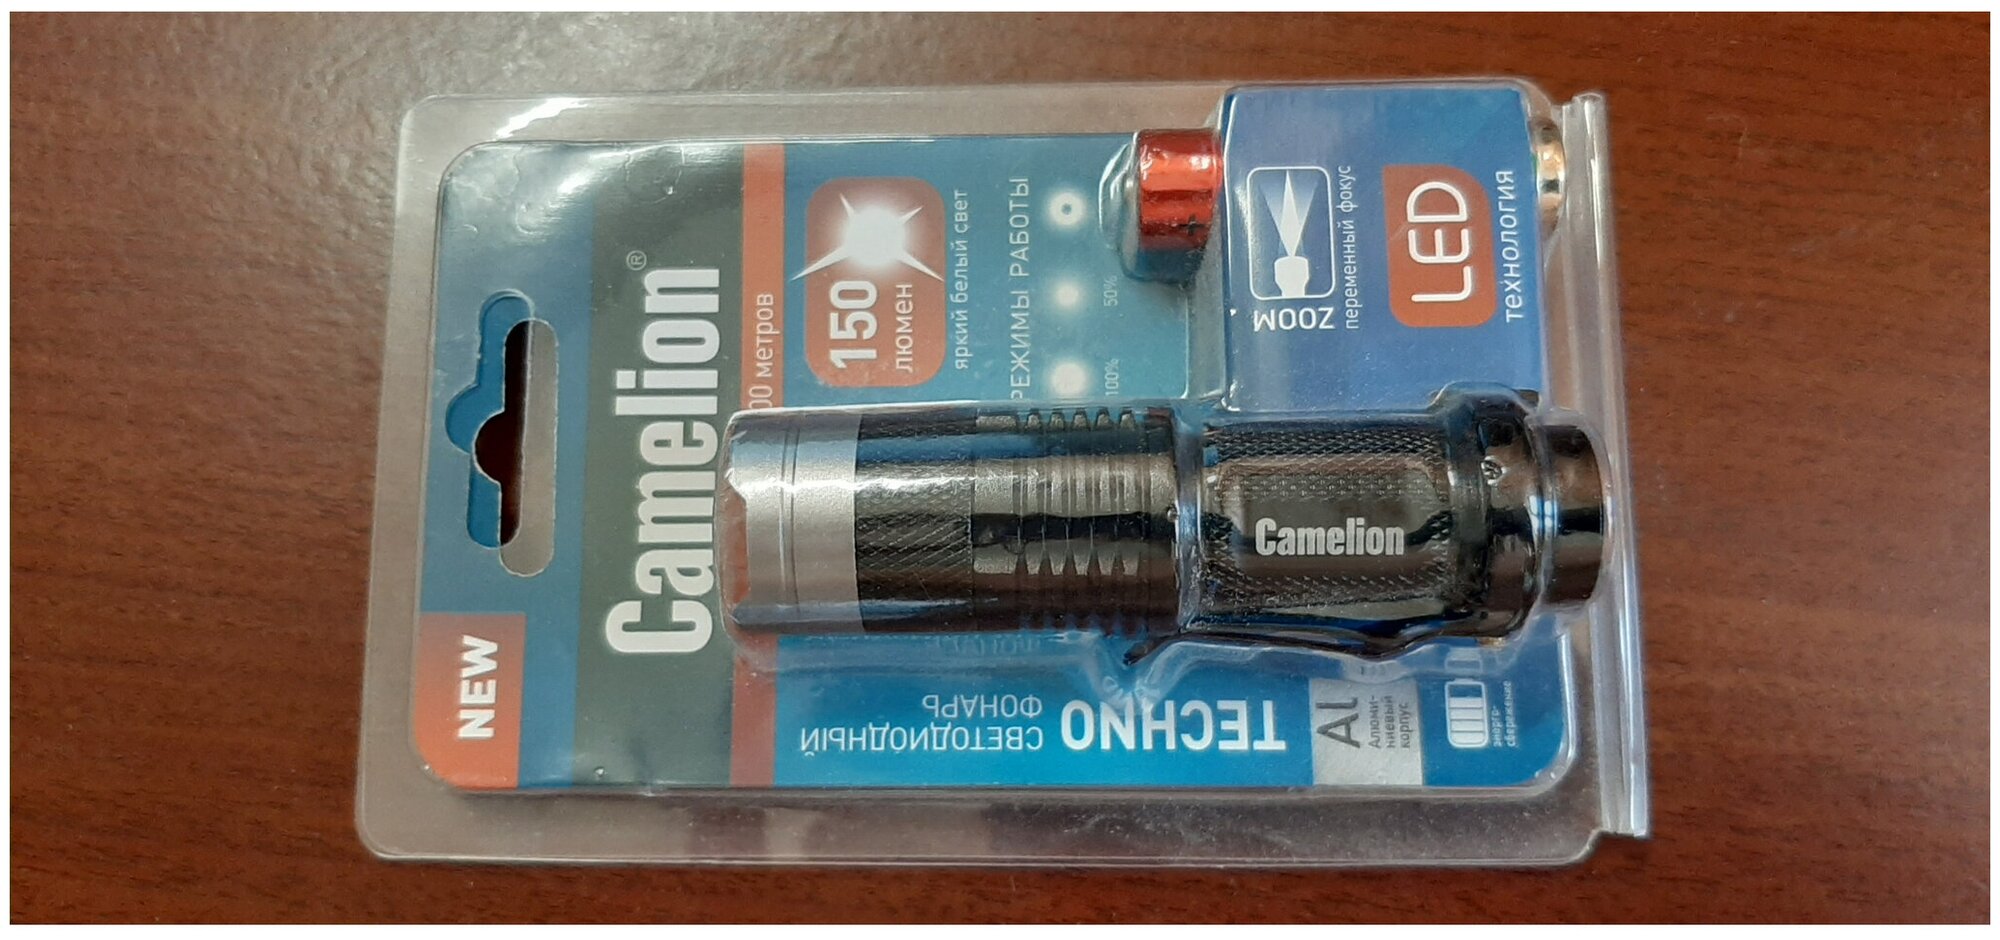 NEW
Camelion®
00 метров
150
люмен
яркий белый свет
РЕЖИМЫ РАБОТЫ
100%
50%
ZOOM
переменный фокус
LED
технология
Camelion
СВЕТОДИОДНЫЙ
ФОНАРЬ
TECHNO
AL
Алюми-
ниевый
корпус
энерго-
сбережение